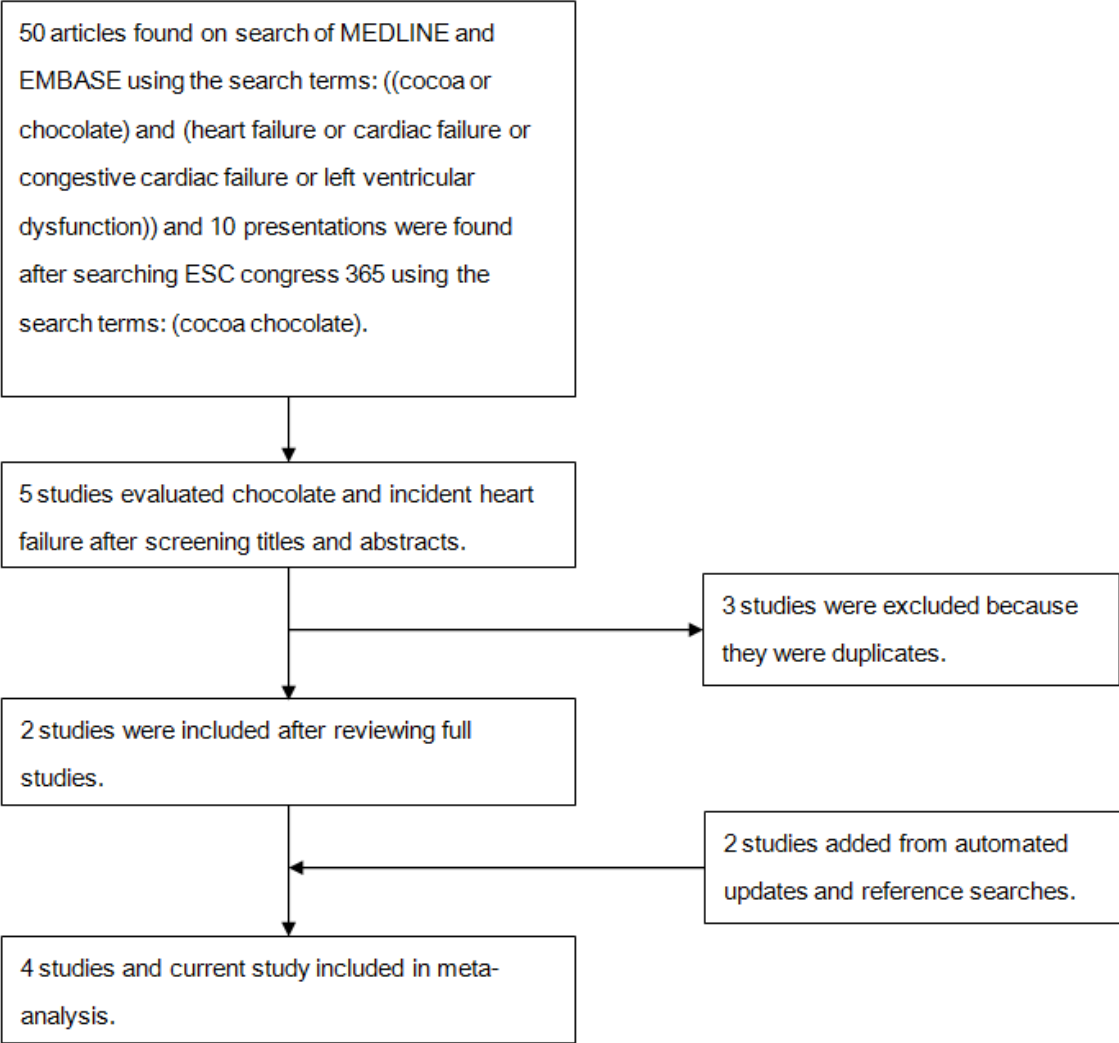 50 articles found on search of MEDLINE and
EMBASE using the search terms: ((cocoa or
chocolate) and (heart failure or cardiac failure or
congestive cardiac failure or left ventricular
dysfunction)) and 10 presentations were found
after searching ESC congress 365 using the
search terms: (cocoa chocolate).
5 studies evaluated chocolate and incident heart
failure after screening titles and abstracts.
3 studies were excluded because
they were duplicates.
2 studies were included after reviewing full
studies.
2 studies added from automated
updates and reference searches.
4 studies and current study included in meta-
analysis.